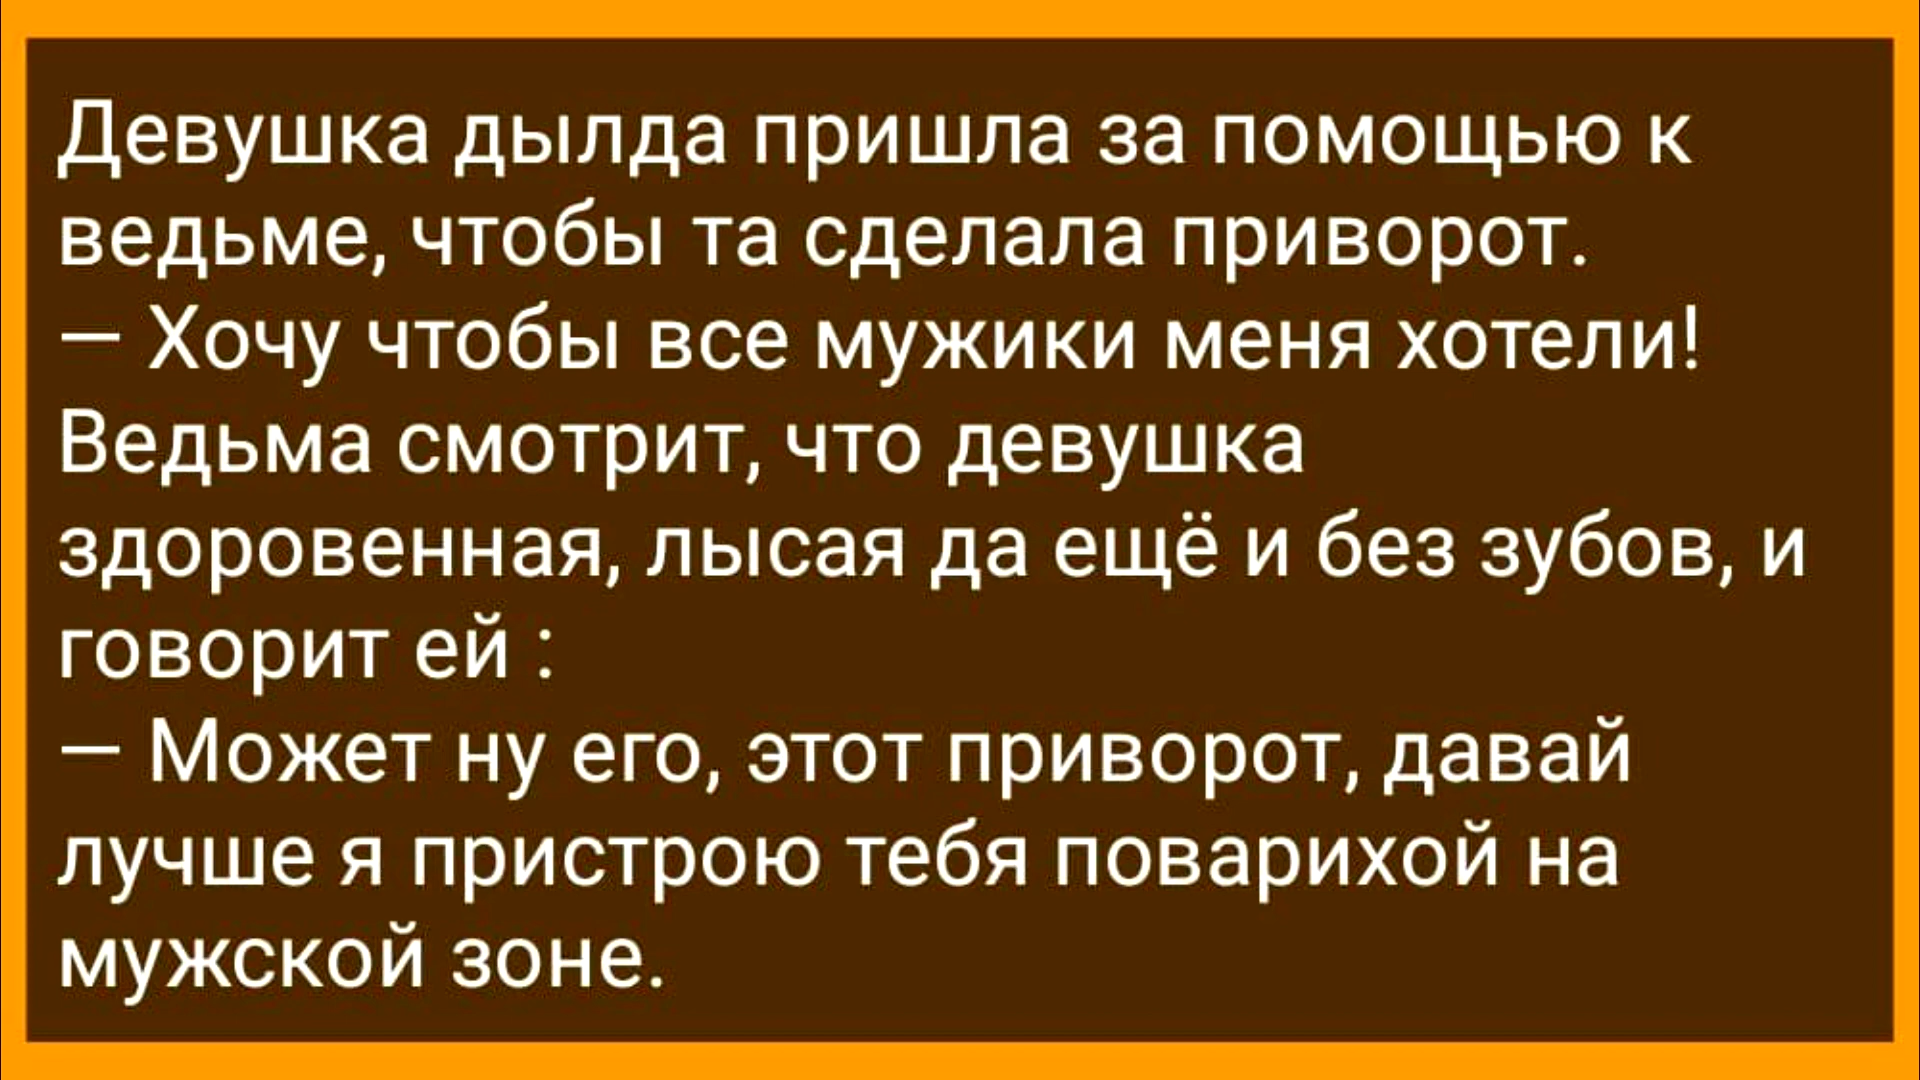 Девушка дылда пришла за помощью к
ведьме, чтобы та сделала приворот.
— Хочу чтобы все мужики меня хотели!
Ведьма смотрит, что девушка
здоровенная, лысая да ещё и без зубов, и
говорит ей :
— Может ну его, этот приворот, давай
лучше я пристрою тебя поварихой на
мужской зоне.